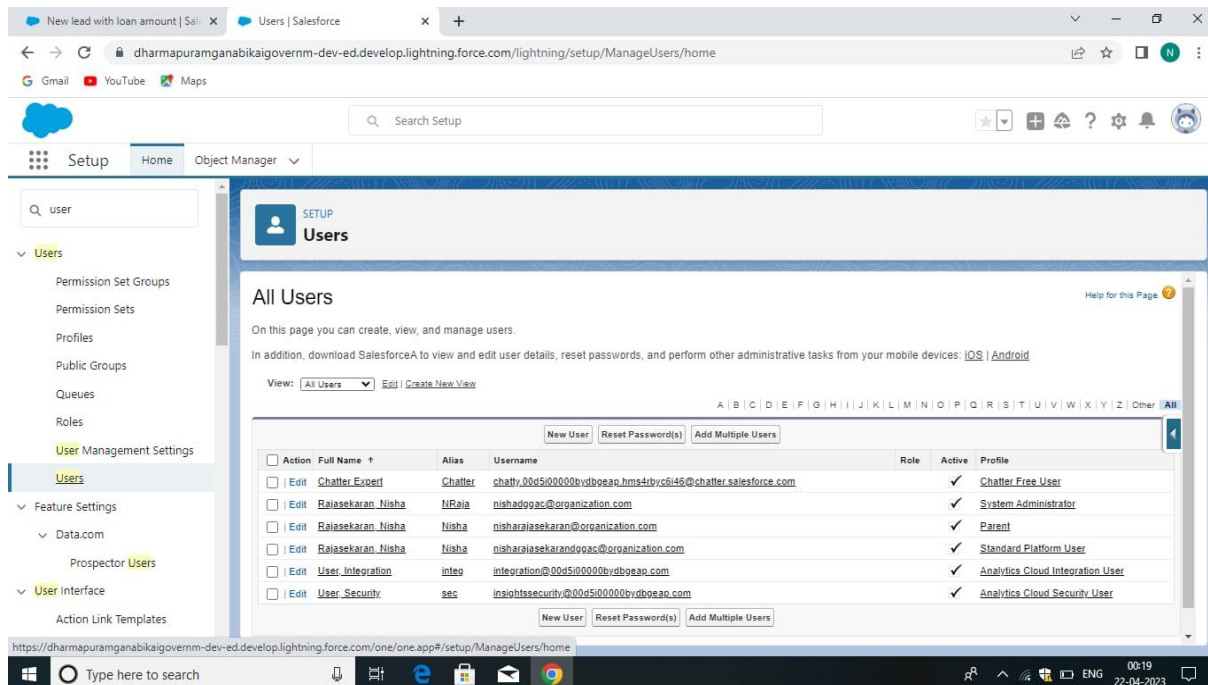 New lead with loan amount | Sale
Users | Salesforce
dharmapuramganabikaigovernm-dev-ed.develop.lightning.force.com/lightning/setup/ManageUsers/home
N
G Gmail YouTube Maps
Search Setup
Setup Home Object Manager
user
SETUP
Users
Users
Permission Set Groups
Permission Sets
Profiles
Public Groups
Queues
Roles
User Management Settings
Users
Feature Settings
Data.com
Prospector Users
User Interface
Action Link Templates
All Users
Help for this Page
On this page you can create, view, and manage users.
In addition, download SalesforceA to view and edit user details, reset passwords, and perform other administrative tasks from your mobile devices: iOS | Android
View: All Users Edit | Create New View
A | B | C | D | E | F | G | H | I | J | K | L | M | N | O | P | Q | R | S | T | U | V | W | X | Y | Z | Other All
New User Reset Password(s) Add Multiple Users
Action Full Name ↑ Alias Username Role Active Profile
Edit Chatter Expert Chatter chatty.00d5i00000bydbgeap.hms4rbyc6i46@chatter.salesforce.com Chatter Free User
Edit Rajasekaran, Nisha NRaja nishadggac@organization.com System Administrator
Edit Rajasekaran, Nisha Nisha nisharajasekaran@organization.com Parent
Edit Rajasekaran, Nisha Nisha nisharajasekarandggac@organization.com Standard Platform User
Edit User, Integration integ integration@00d5i00000bydbgeap.com Analytics Cloud Integration User
Edit User, Security sec insightssecurity@00d5i00000bydbgeap.com Analytics Cloud Security User
New User Reset Password(s) Add Multiple Users
https://dharmapuramganabikaigovernm-dev-ed.develop.lightning.force.com/one/one.app#/setup/ManageUsers/home
Type here to search
ENG
00:19
22-04-2023